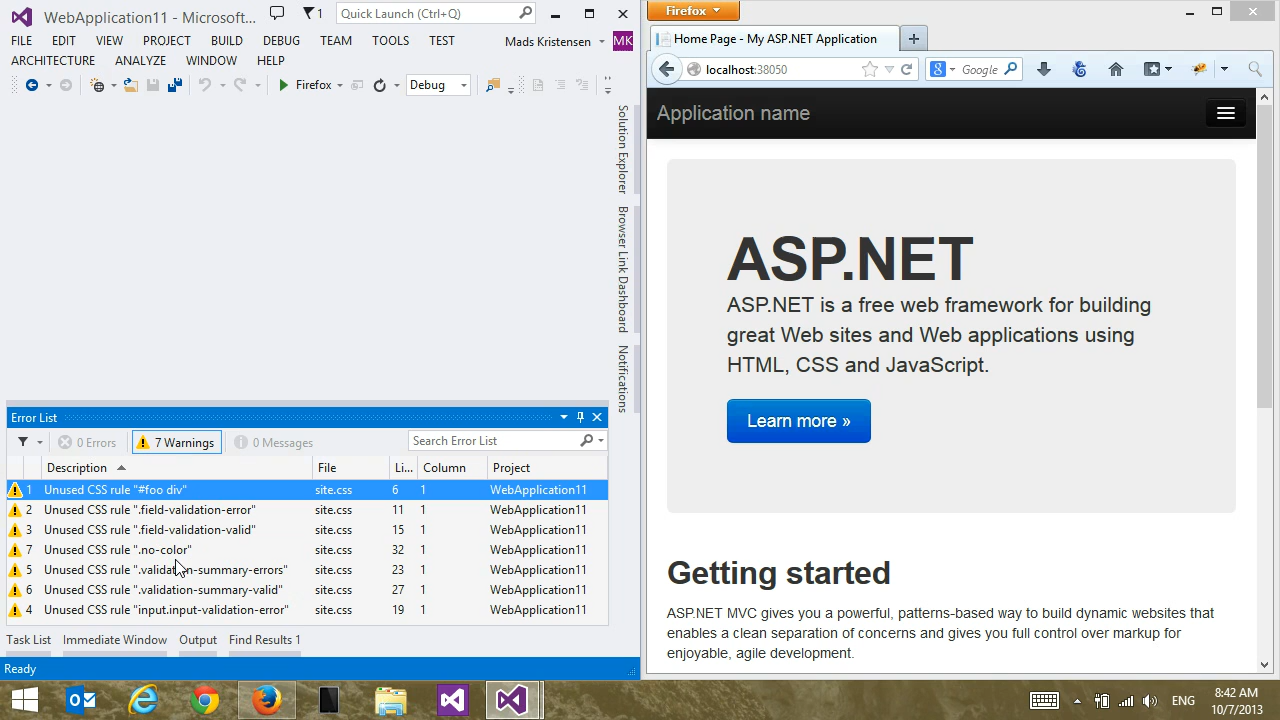 WebApplication11 - Microsoft...
1
Quick Launch (Ctrl+Q)
FILE EDIT VIEW PROJECT BUILD DEBUG TEAM TOOLS TEST
Mads Kristensen
MK
ARCHITECTURE ANALYZE WINDOW HELP
Firefox
Debug
Solution Explorer
Browser Link Dashboard
Notifications
Error List
0 Errors
7 Warnings
0 Messages
Search Error List
Description File Li... Column Project
1 Unused CSS rule "#foo div" site.css 6 1 WebApplication11
2 Unused CSS rule ".field-validation-error" site.css 11 1 WebApplication11
3 Unused CSS rule ".field-validation-valid" site.css 15 1 WebApplication11
7 Unused CSS rule ".no-color" site.css 32 1 WebApplication11
5 Unused CSS rule ".validation-summary-errors" site.css 23 1 WebApplication11
6 Unused CSS rule ".validation-summary-valid" site.css 27 1 WebApplication11
4 Unused CSS rule "input.input-validation-error" site.css 19 1 WebApplication11
Task List Immediate Window Output Find Results 1
Ready
Firefox
Home Page - My ASP.NET Application
localhost:38050
Google
Application name
ASP.NET
ASP.NET is a free web framework for building
great Web sites and Web applications using
HTML, CSS and JavaScript.
Learn more »
Getting started
ASP.NET MVC gives you a powerful, patterns-based way to build dynamic websites that
enables a clean separation of concerns and gives you full control over markup for
enjoyable, agile development.
ENG
8:42 AM
10/7/2013